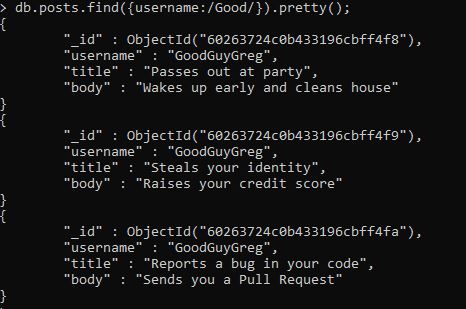 > db.posts.find({username:/Good/}).pretty();
{
        "_id" : ObjectId("60263724c0b433196cbff4f8"),
        "username" : "GoodGuyGreg",
        "title" : "Passes out at party",
        "body" : "Wakes up early and cleans house"
}
{
        "_id" : ObjectId("60263724c0b433196cbff4f9"),
        "username" : "GoodGuyGreg",
        "title" : "Steals your identity",
        "body" : "Raises your credit score"
}
{
        "_id" : ObjectId("60263724c0b433196cbff4fa"),
        "username" : "GoodGuyGreg",
        "title" : "Reports a bug in your code",
        "body" : "Sends you a Pull Request"
}